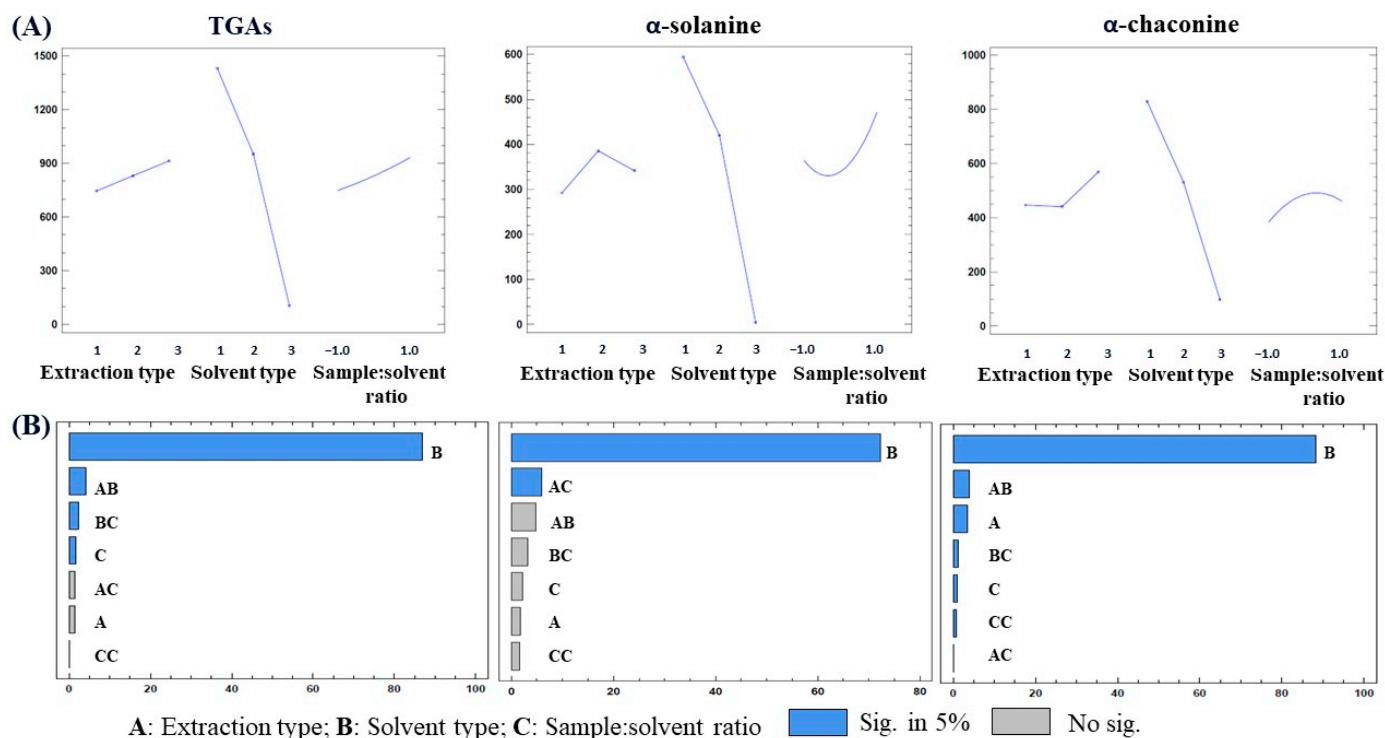 (A)
TGAs
1500
1200
900
600
300
0
1 2 3 1 2 3 −1.0 1.0
Extraction type Solvent type Sample:solvent
ratio
α-solanine
600
500
400
300
200
100
0
1 2 3 1 2 3 −1.0 1.0
Extraction type Solvent type Sample:solvent
ratio
α-chaconine
1000
800
600
400
200
0
1 2 3 1 2 3 −1.0 1.0
Extraction type Solvent type Sample:solvent
ratio
(B)
B
AB
BC
C
AC
A
CC
0 20 40 60 80 100
B
AC
AB
BC
C
A
CC
0 20 40 60 80
B
AB
A
BC
C
CC
AC
0 20 40 60 80 100
A: Extraction type; B: Solvent type; C: Sample:solvent ratio Sig. in 5% No sig.